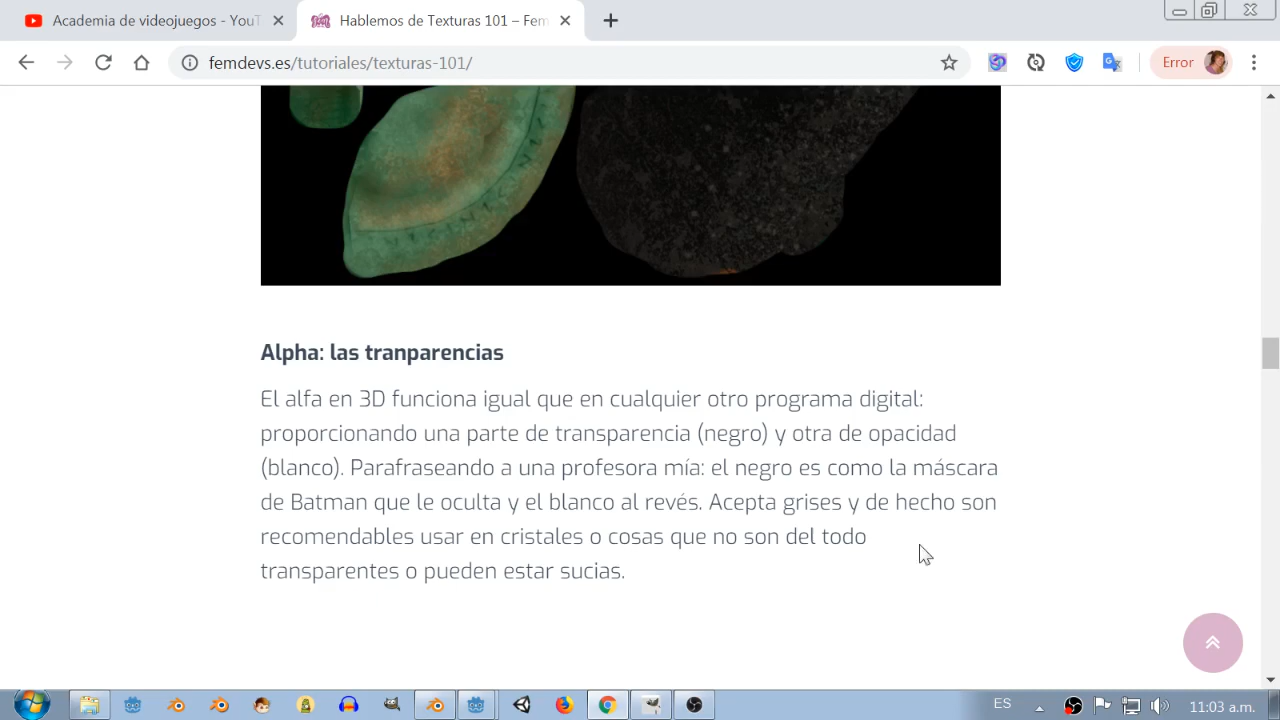 Academia de videojuegos - YouT
Hablemos de Texturas 101 – Fem
femdevs.es/tutoriales/texturas-101/
Error
Alpha: las tranparencias
El alfa en 3D funciona igual que en cualquier otro programa digital:
proporcionando una parte de transparencia (negro) y otra de opacidad
(blanco). Parafraseando a una profesora mía: el negro es como la máscara
de Batman que le oculta y el blanco al revés. Acepta grises y de hecho son
recomendables usar en cristales o cosas que no son del todo
transparentes o pueden estar sucias.
ES
11:03 a.m.